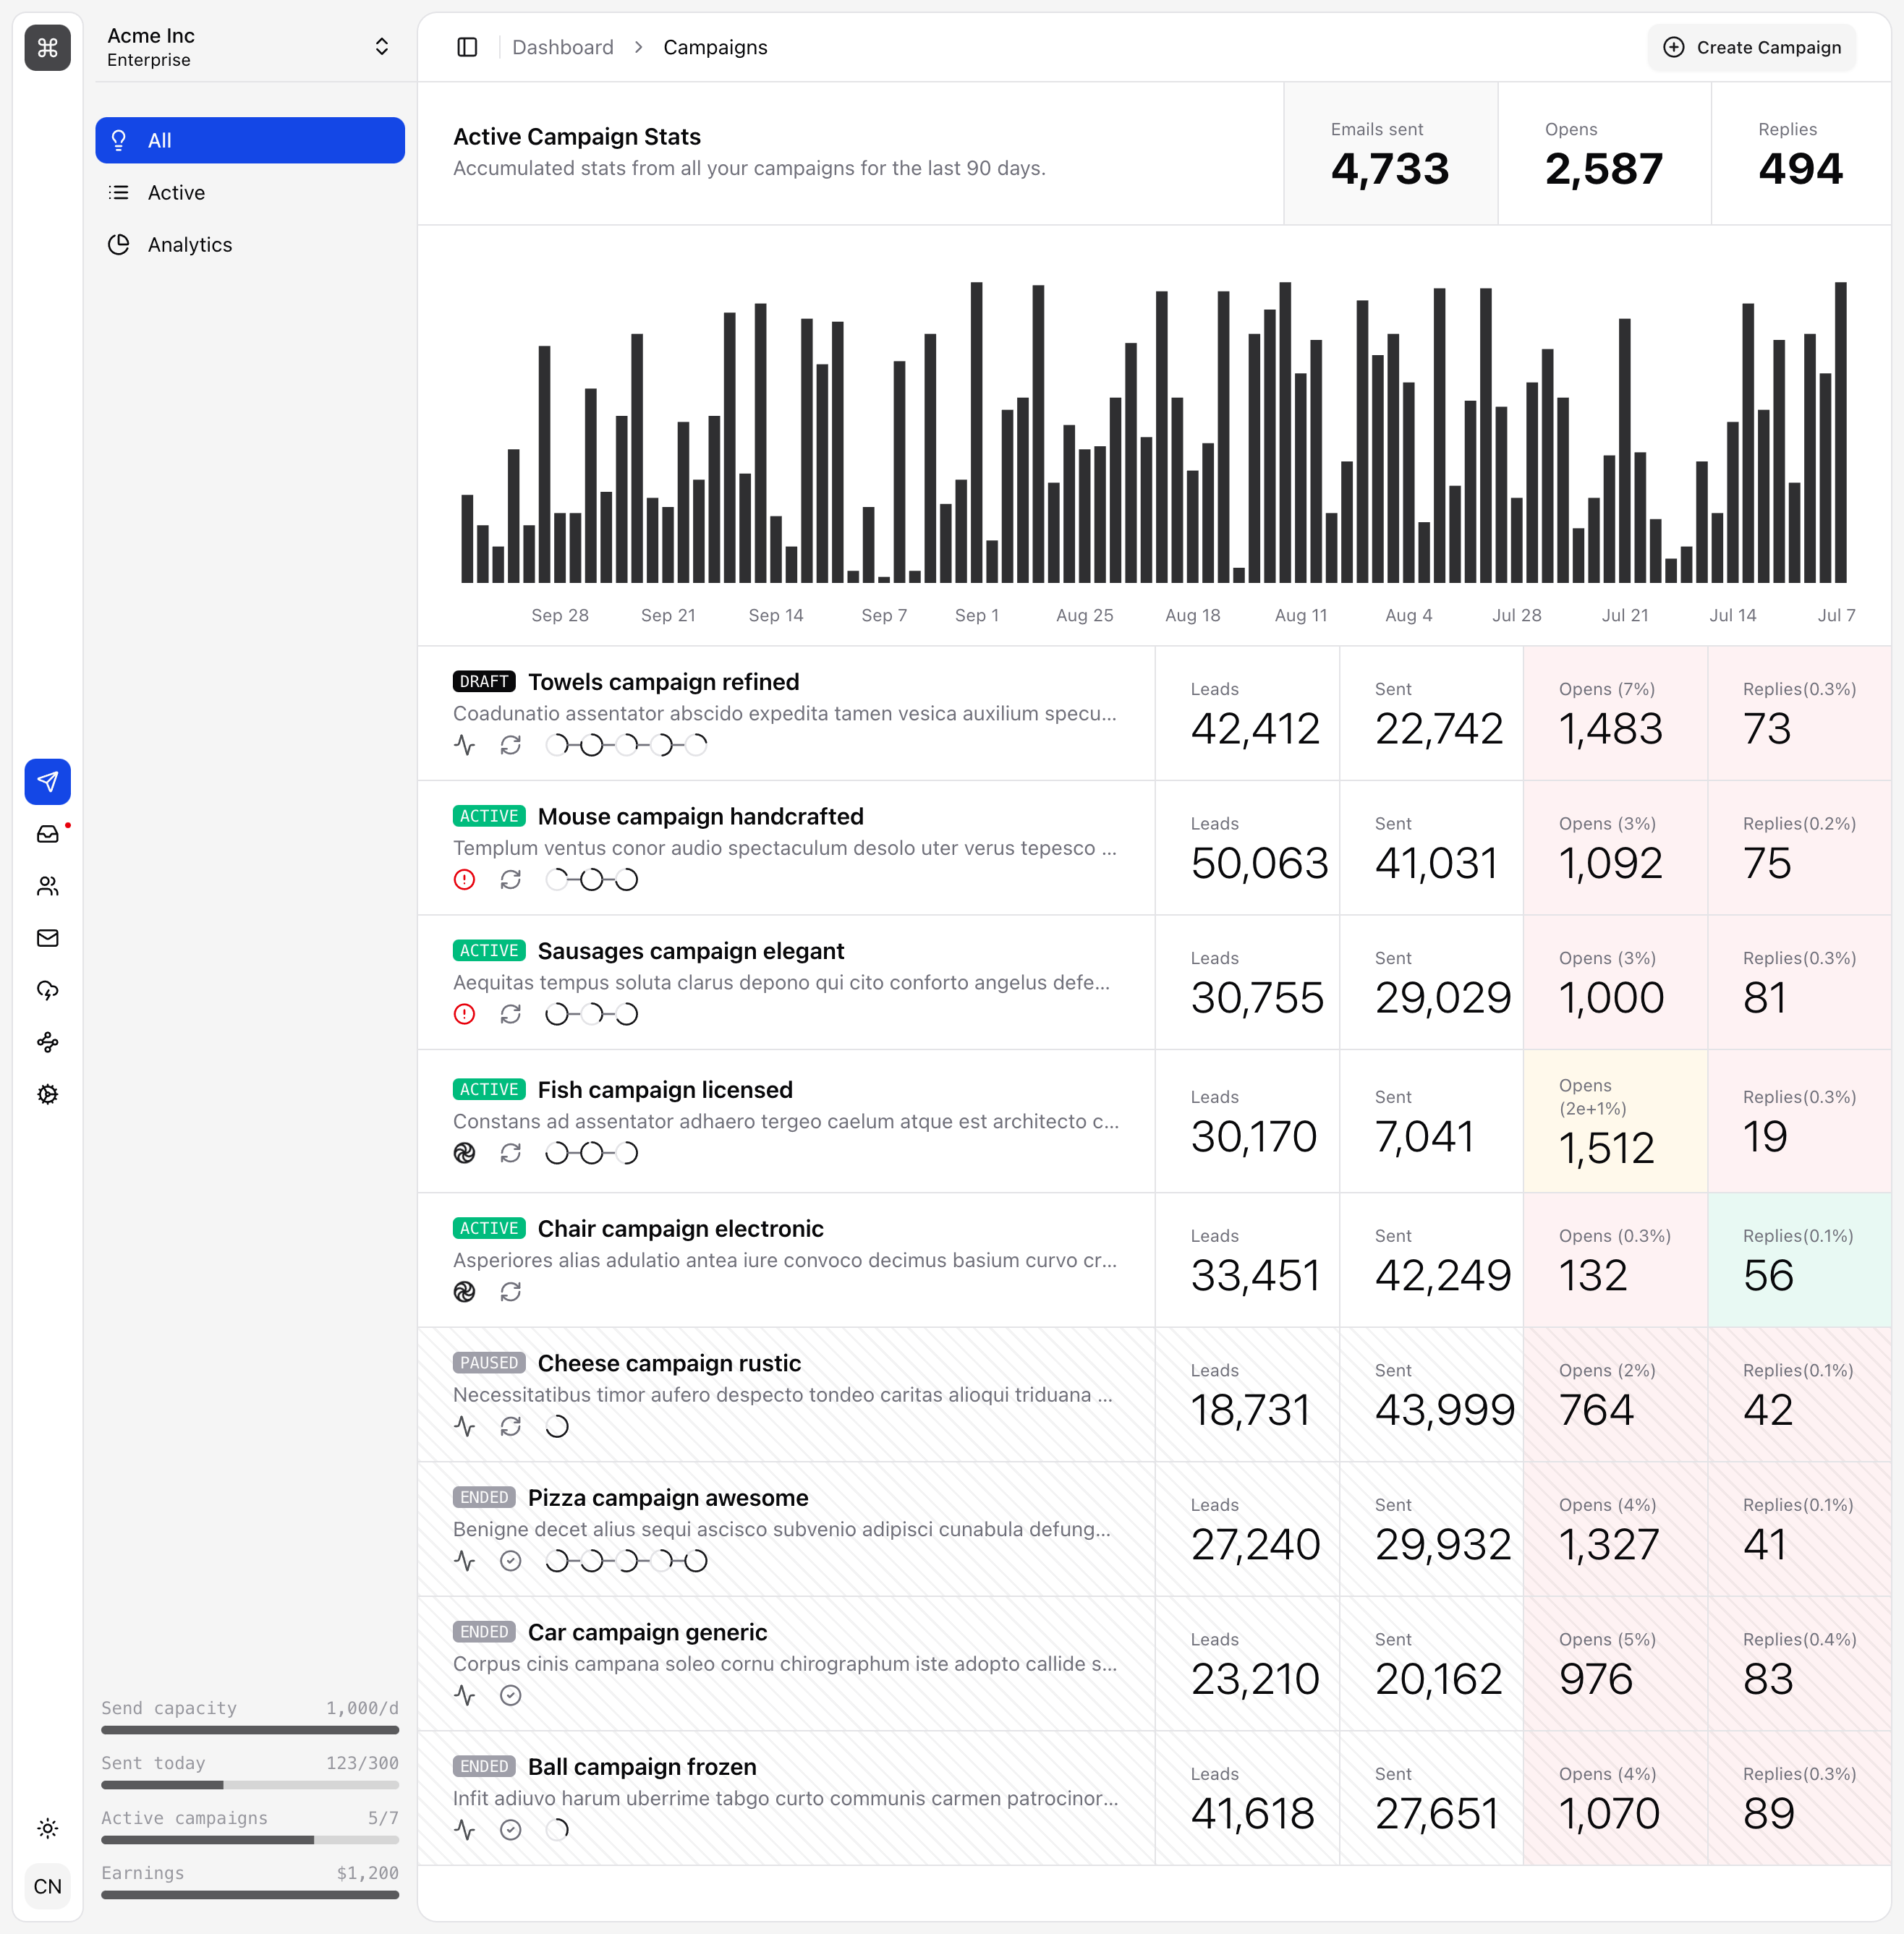 Acme Inc
Enterprise
All
Active
Analytics
Send capacity 1,000/d
Sent today 123/300
Active campaigns 5/7
Earnings $1,200
CN
Dashboard > Campaigns
Create Campaign
Active Campaign Stats
Accumulated stats from all your campaigns for the last 90 days.
Emails sent
4,733
Opens
2,587
Replies
494
Sep 28 Sep 21 Sep 14 Sep 7 Sep 1 Aug 25 Aug 18 Aug 11 Aug 4 Jul 28 Jul 21 Jul 14 Jul 7
DRAFT Towels campaign refined
Coadunatio assentator abscido expedita tamen vesica auxilium specu...
Leads
42,412
Sent
22,742
Opens (7%)
1,483
Replies(0.3%)
73
ACTIVE Mouse campaign handcrafted
Templum ventus conor audio spectaculum desolo uter verus tepesco ...
Leads
50,063
Sent
41,031
Opens (3%)
1,092
Replies(0.2%)
75
ACTIVE Sausages campaign elegant
Aequitas tempus soluta clarus depono qui cito conforto angelus defe...
Leads
30,755
Sent
29,029
Opens (3%)
1,000
Replies(0.3%)
81
ACTIVE Fish campaign licensed
Constans ad assentator adhaero tergeo caelum atque est architecto c...
Leads
30,170
Sent
7,041
Opens
(2e+1%)
1,512
Replies(0.3%)
19
ACTIVE Chair campaign electronic
Asperiores alias adulatio antea iure convoco decimus basium curvo cr...
Leads
33,451
Sent
42,249
Opens (0.3%)
132
Replies(0.1%)
56
PAUSED Cheese campaign rustic
Necessitatibus timor aufero despecto tondeo caritas alioqui triduana ...
Leads
18,731
Sent
43,999
Opens (2%)
764
Replies(0.1%)
42
ENDED Pizza campaign awesome
Benigne decet alius sequi ascisco subvenio adipisci cunabula defung...
Leads
27,240
Sent
29,932
Opens (4%)
1,327
Replies(0.1%)
41
ENDED Car campaign generic
Corpus cinis campana soleo cornu chirographum iste adopto callide s...
Leads
23,210
Sent
20,162
Opens (5%)
976
Replies(0.4%)
83
ENDED Ball campaign frozen
Infit adiuvo harum uberrime tabgo curto communis carmen patrocinor...
Leads
41,618
Sent
27,651
Opens (4%)
1,070
Replies(0.3%)
89